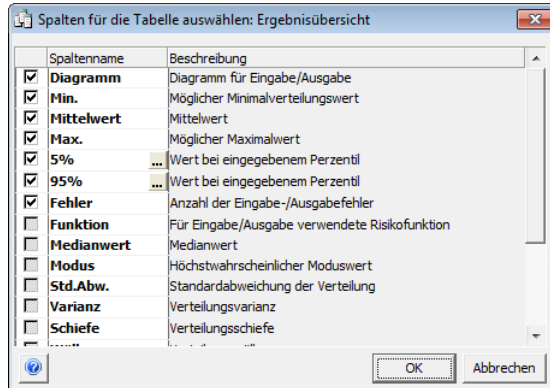 Spalten für die Tabelle auswählen: Ergebnisübersicht
Spaltenname Beschreibung
Diagramm Diagramm für Eingabe/Ausgabe
Min. Möglicher Minimalverteilungswert
Mittelwert Mittelwert
Max. Möglicher Maximalwert
5% ... Wert bei eingegebenem Perzentil
95% ... Wert bei eingegebenem Perzentil
Fehler Anzahl der Eingabe-/Ausgabefehler
Funktion Für Eingabe/Ausgabe verwendete Risikofunktion
Medianwert Medianwert
Modus Höchstwahrscheinlicher Moduswert
Std.Abw. Standardabweichung der Verteilung
Varianz Verteilungsvarianz
Schiefe Verteilungsschiefe
OK Abbrechen